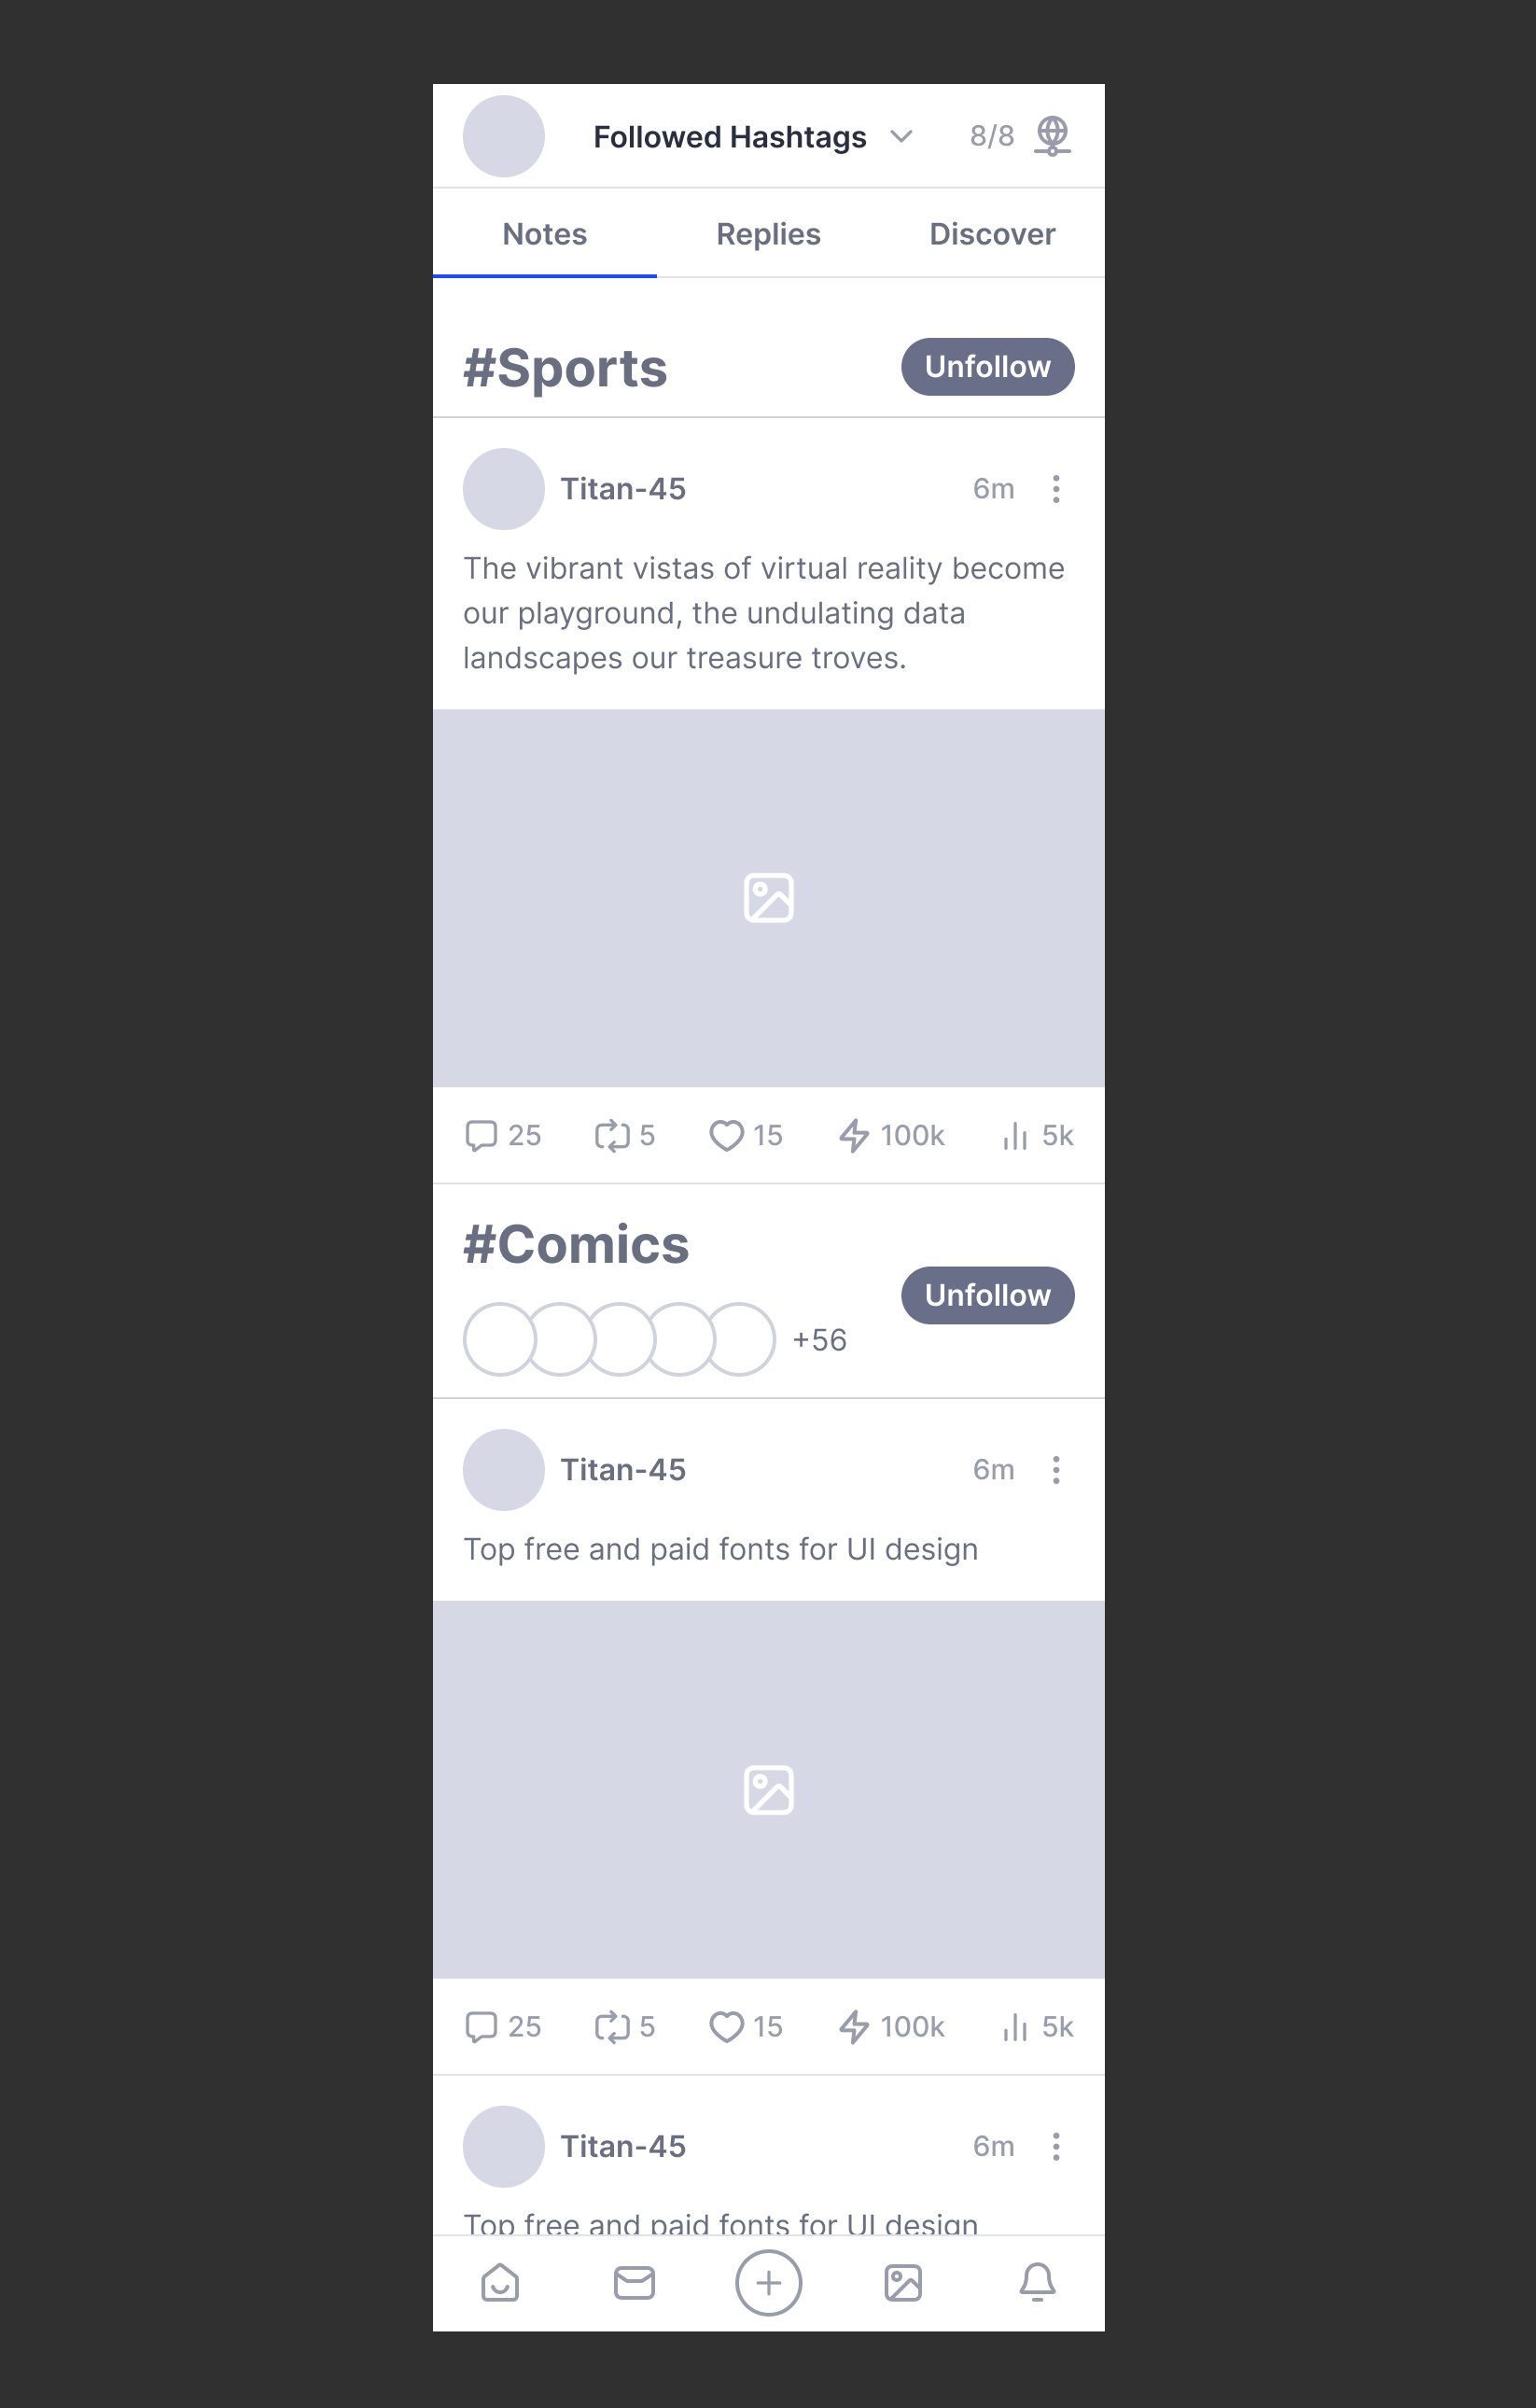 Followed Hashtags 8/8
Notes Replies Discover
#Sports Unfollow
Titan-45 6m
The vibrant vistas of virtual reality become
our playground, the undulating data
landscapes our treasure troves.
25 5 15 100k 5k
#Comics
Unfollow
+56
Titan-45 6m
Top free and paid fonts for UI design
25 5 15 100k 5k
Titan-45 6m
Top free and paid fonts for UI design